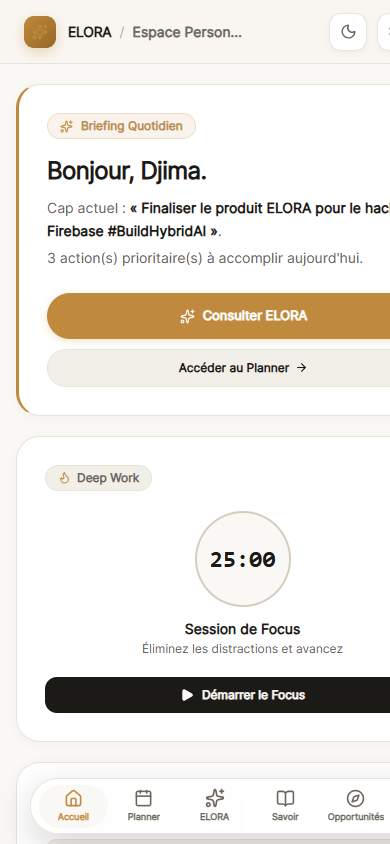 ELORA / Espace Person...
Briefing Quotidien
Bonjour, Djima.
Cap actuel : « Finaliser le produit ELORA pour le
Firebase #BuildHybridAI ».
3 action(s) prioritaire(s) à accomplir aujourd'hui.
Consulter ELORA
Accéder au Planner →
Deep Work
25:00
Session de Focus
Éliminez les distractions et avancez
Démarrer le Focus
Accueil
Planner
ELORA
Savoir
Opportunités